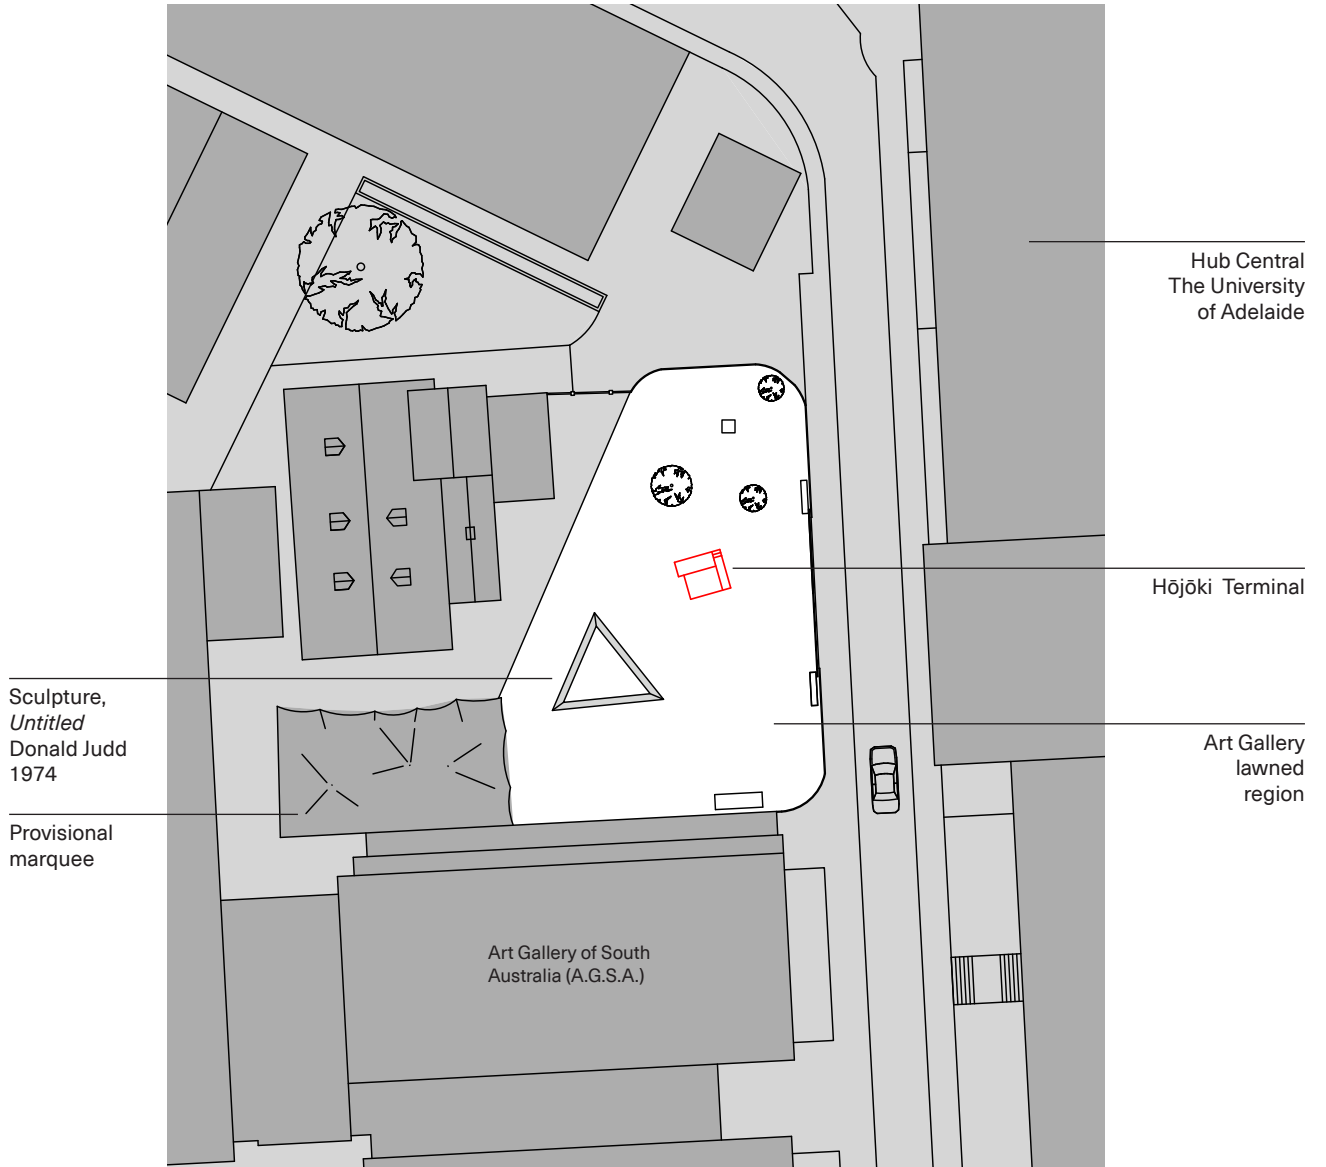 Hub Central
The University
of Adelaide
Hōjōki Terminal
Sculpture,
Untitled
Donald Judd
1974
Art Gallery
lawned
region
Provisional
marquee
Art Gallery of South
Australia (A.G.S.A.)